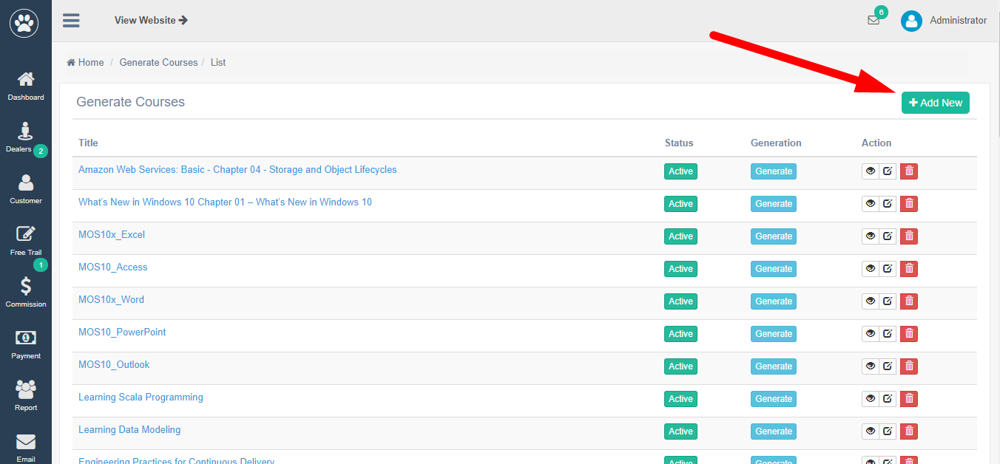 View Website
6
Administrator
Home / Generate Courses / List
Dashboard
Dealers 2
Customer
Free Trail
1
Commission
Payment
Report
Email
Generate Courses
Add New
Title Status Generation Action
Amazon Web Services: Basic - Chapter 04 - Storage and Object Lifecycles Active Generate
What's New in Windows 10 Chapter 01 – What's New in Windows 10 Active Generate
MOS10x_Excel Active Generate
MOS10_Access Active Generate
MOS10x_Word Active Generate
MOS10_PowerPoint Active Generate
MOS10_Outlook Active Generate
Learning Scala Programming Active Generate
Learning Data Modeling Active Generate
Engineering Practices for Continuous Delivery Active Generate